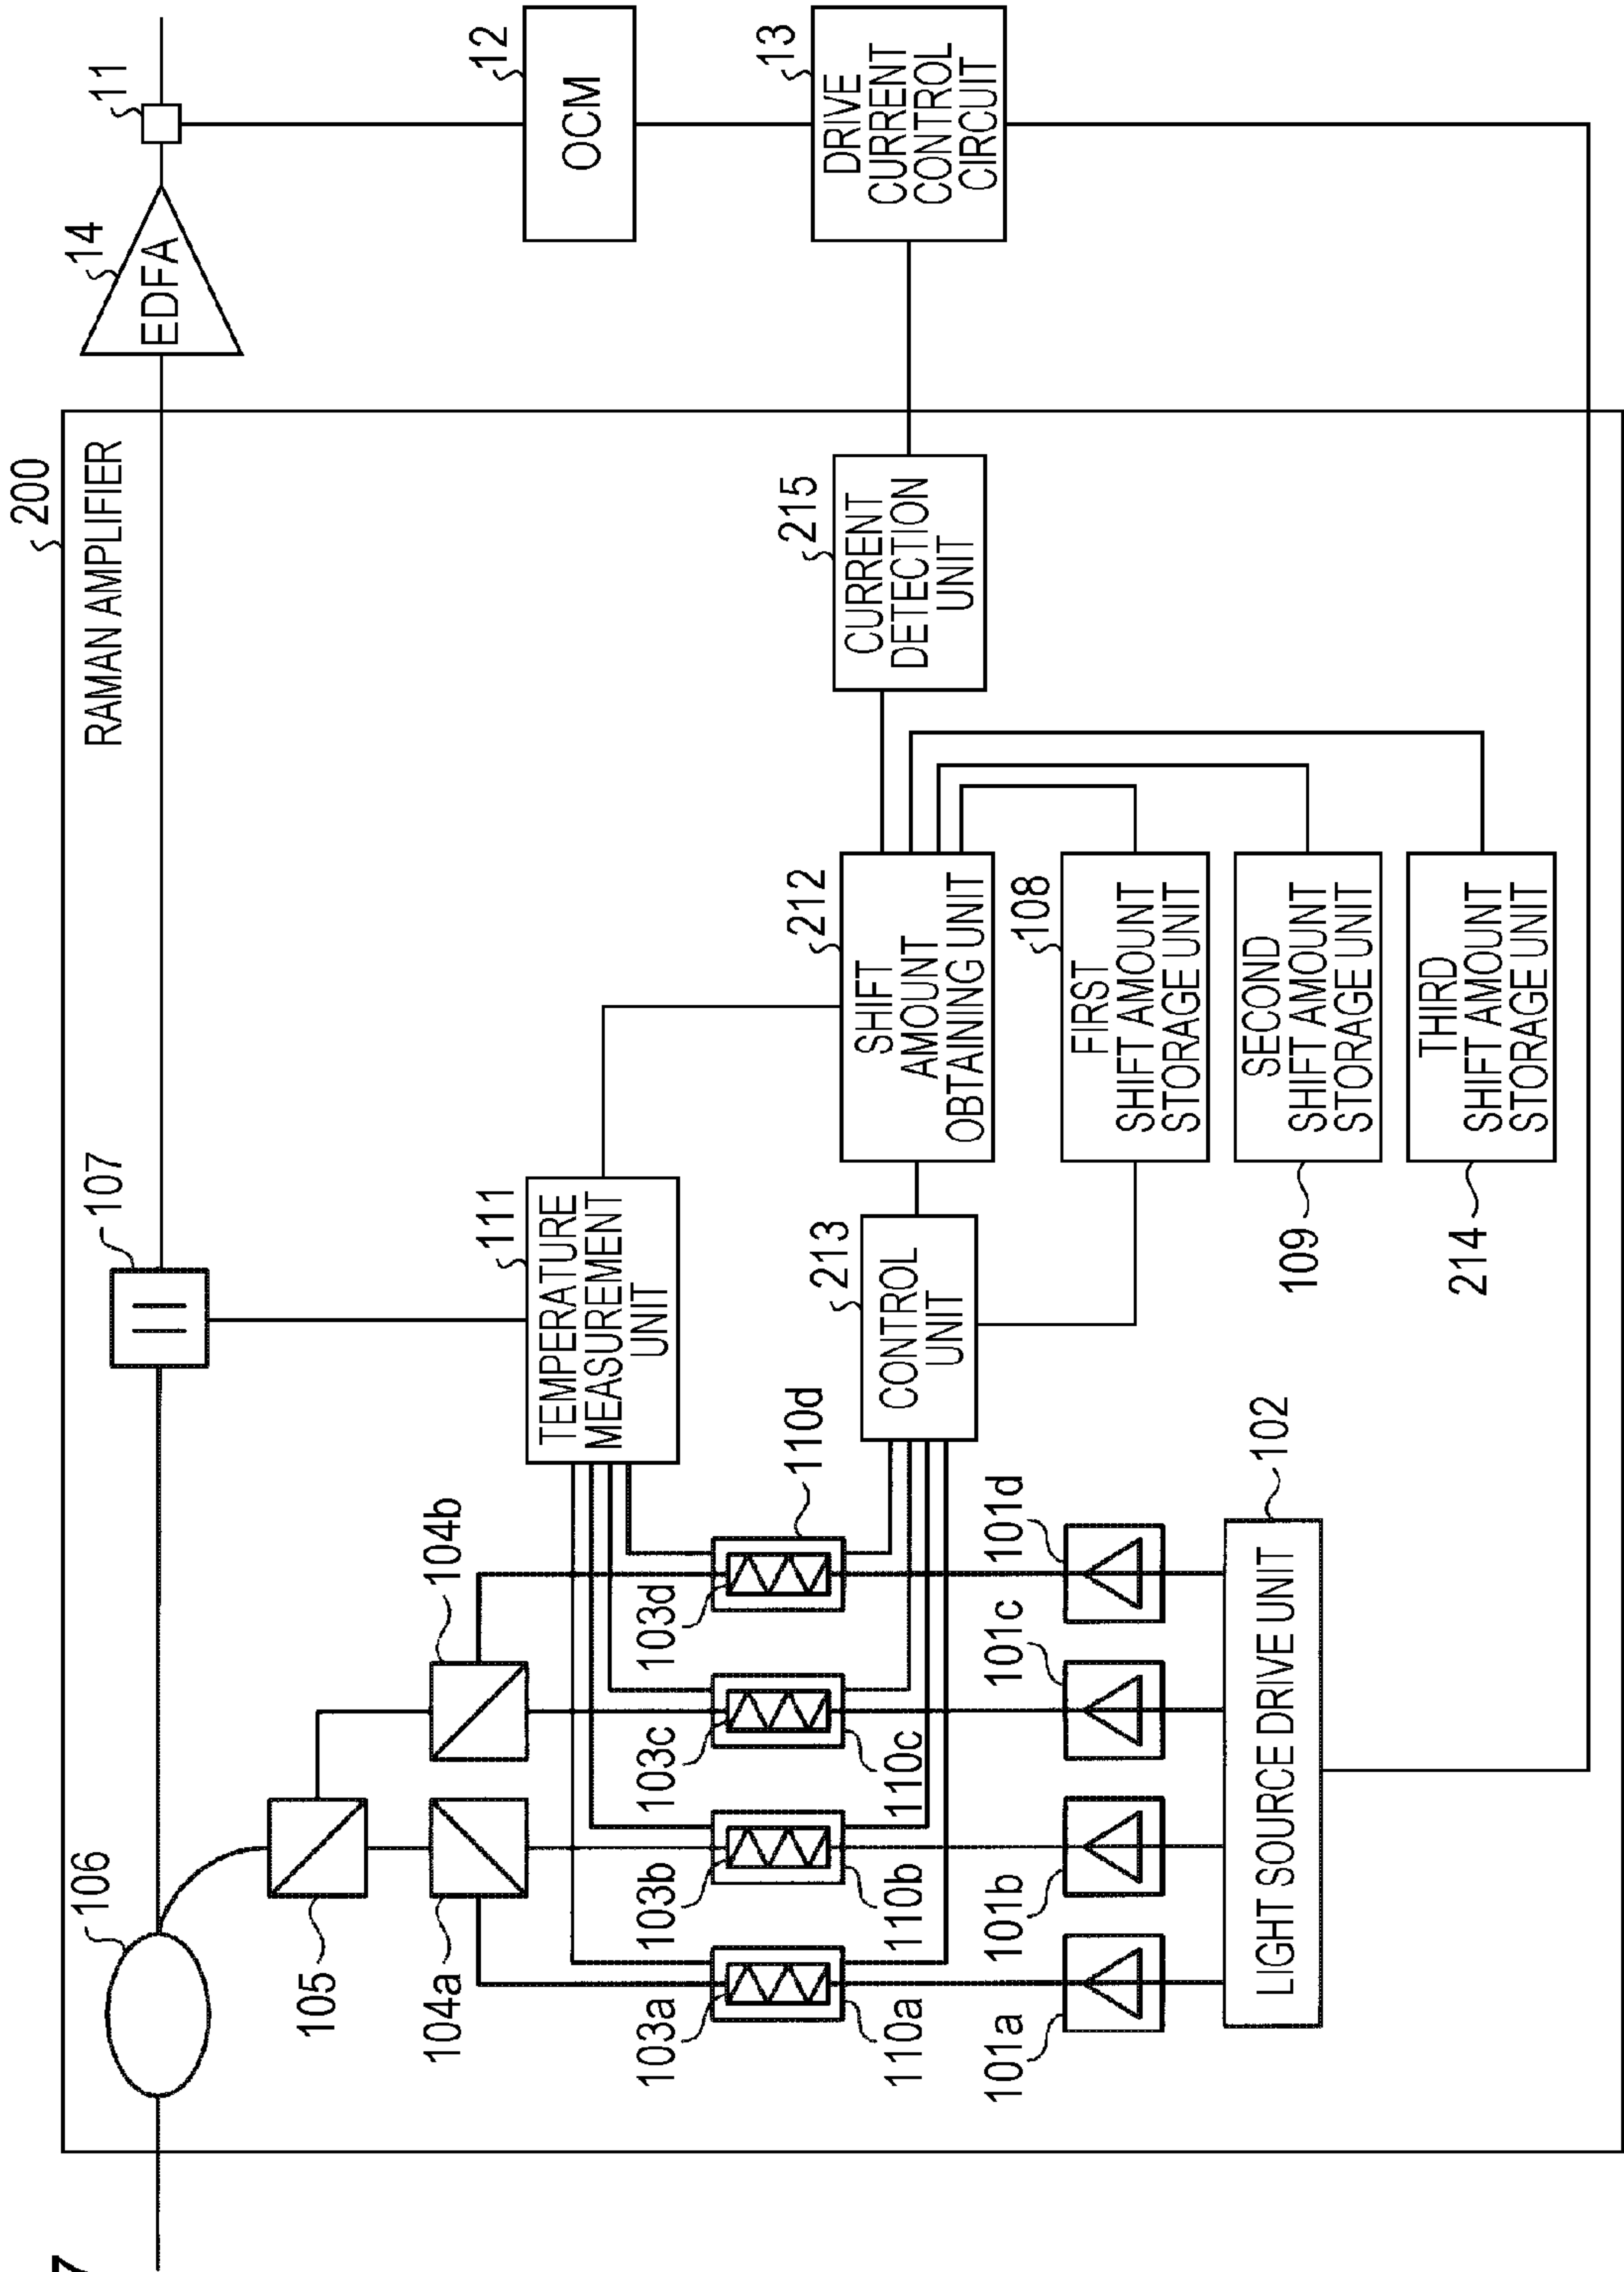 7
200
RAMAN AMPLIFIER
106
107
14
EDFA
11
105
104a
104b
111
TEMPERATURE
MEASUREMENT
UNIT
12
OCM
103a
103b
103c
103d
110a
110b
110c
110d
213
CONTROL
UNIT
212
SHIFT
AMOUNT
OBTAINING UNIT
215
CURRENT
DETECTION
UNIT
13
DRIVE
CURRENT
CONTROL
CIRCUIT
101a
101b
101c
101d
108
FIRST
SHIFT AMOUNT
STORAGE UNIT
102
LIGHT SOURCE DRIVE UNIT
109
SECOND
SHIFT AMOUNT
STORAGE UNIT
214
THIRD
SHIFT AMOUNT
STORAGE UNIT